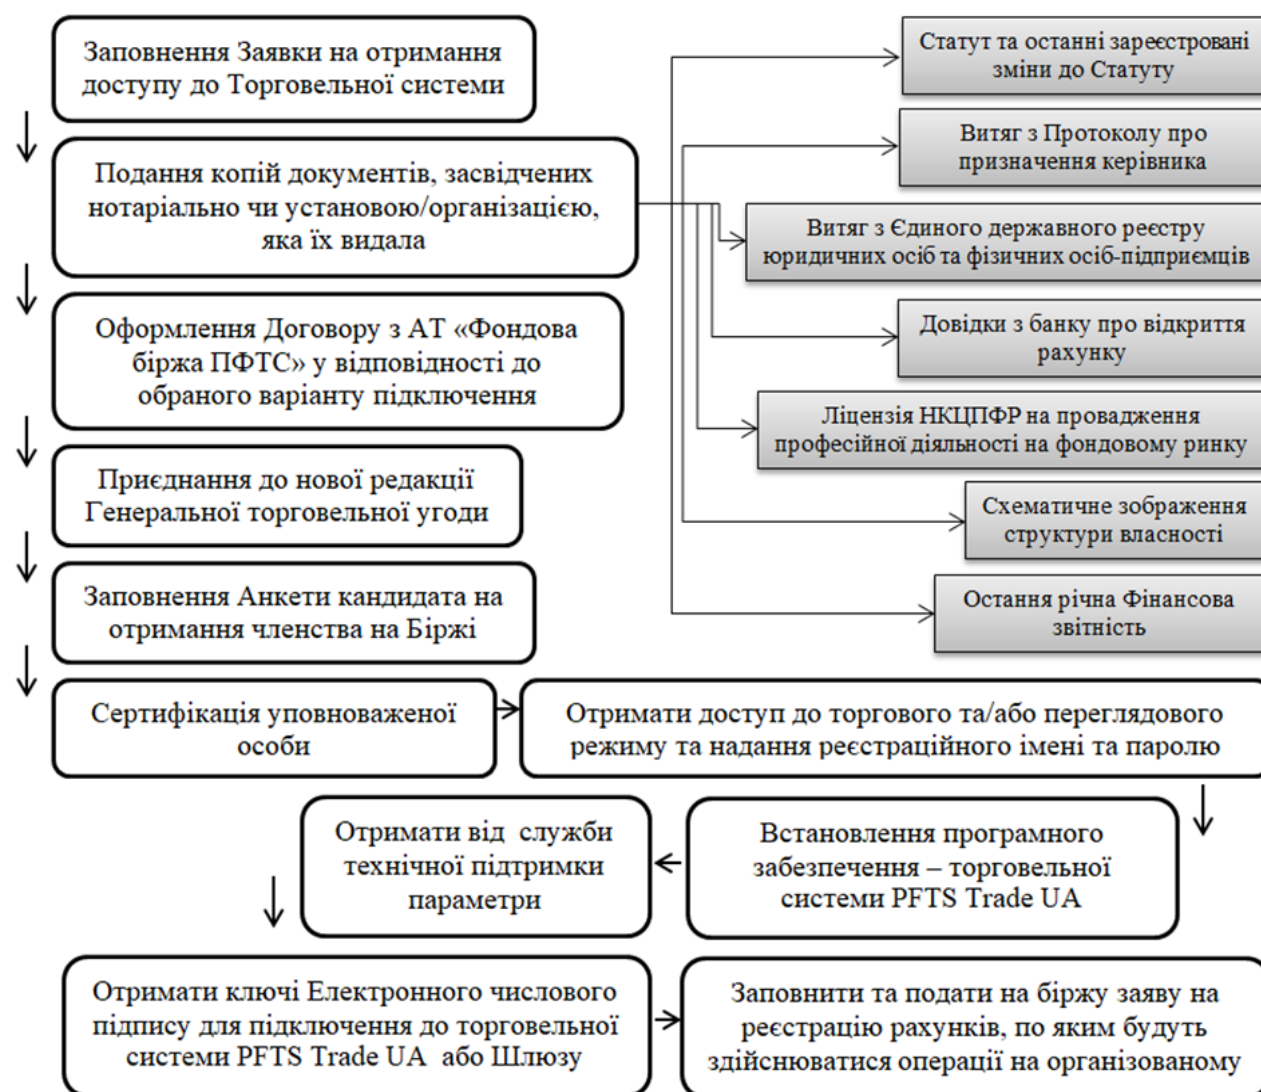 Заповнення Заявки на отримання
доступу до Торговельної системи
Подання копій документів, засвідчених
нотаріально чи установою/організацією,
яка їх видала
Оформлення Договору з АТ «Фондова
біржа ПФТС» у відповідності до
обраного варіанту підключення
Приєднання до нової редакції
Генеральної торговельної угоди
Заповнення Анкети кандидата на
отримання членства на Біржі
Статут та останні зареєстровані
зміни до Статуту
Витяг з Протоколу про
призначення керівника
Витяг з Єдиного державного реєстру
юридичних осіб та фізичних осіб-підприємців
Довідки з банку про відкриття
рахунку
Ліцензія НКЦПФР на провадження
професійної діяльності на фондовому ринку
Схематичне зображення
структури власності
Остання річна Фінансова
звітність
Сертифікація уповноваженої
особи
Отримати доступ до торгового та/або переглядового
режиму та надання реєстраційного імені та паролю
Встановлення програмного
забезпечення – торговельної
системи PFTS Trade UA
Отримати від служби
технічної підтримки
параметри
Отримати ключі Електронного числового
підпису для підключення до торговельної
системи PFTS Trade UA або Шлюзу
Заповнити та подати на біржу заяву на
реєстрацію рахунків, по яким будуть
здійснюватися операції на організованому